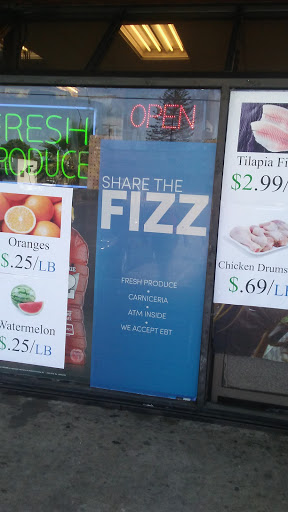 FRESH
PRODUCE
OPEN
Oranges
$.25/LB
Watermelon
$.25/LB
SHARE THE
FIZZ
FRESH PRODUCE
•
CARNICERIA
•
ATM INSIDE
•
WE ACCEPT EBT
Tilapia Fi
$2.99/
Chicken Drums
$.69/LB